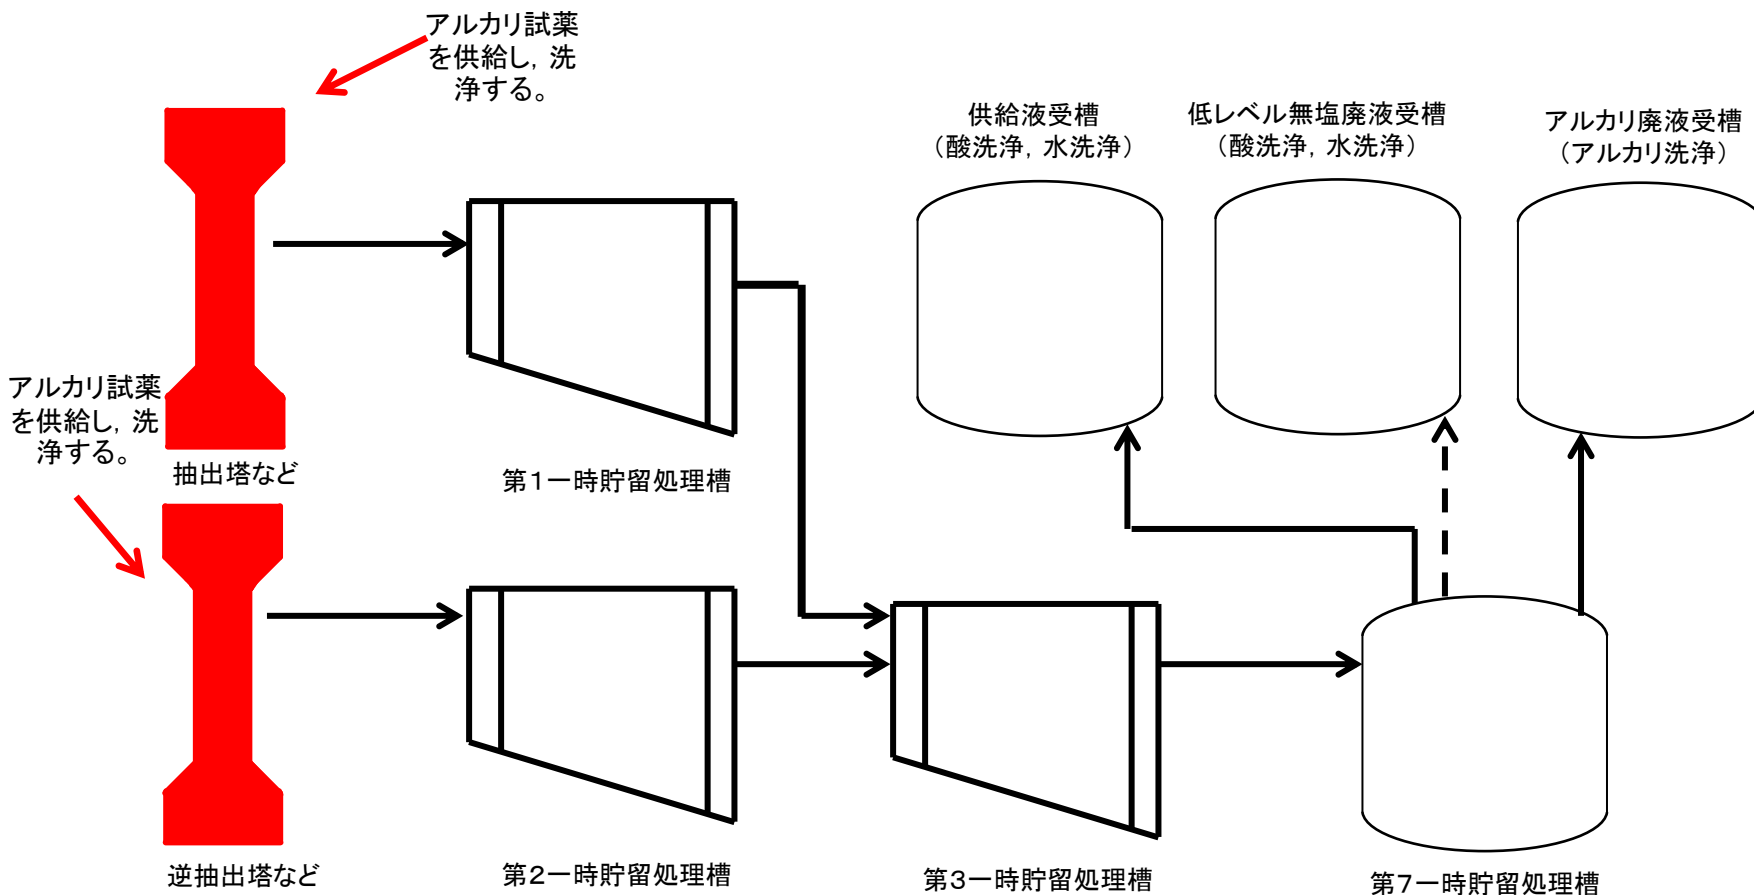 アルカリ試薬
を供給し，洗
浄する。
供給液受槽
（酸洗浄，水洗浄）
低レベル無塩廃液受槽
（酸洗浄，水洗浄）
アルカリ廃液受槽
（アルカリ洗浄）
アルカリ試薬
を供給し，洗
浄する。
抽出塔など
第１一時貯留処理槽
逆抽出塔など
第２一時貯留処理槽
第３一時貯留処理槽
第７一時貯留処理槽